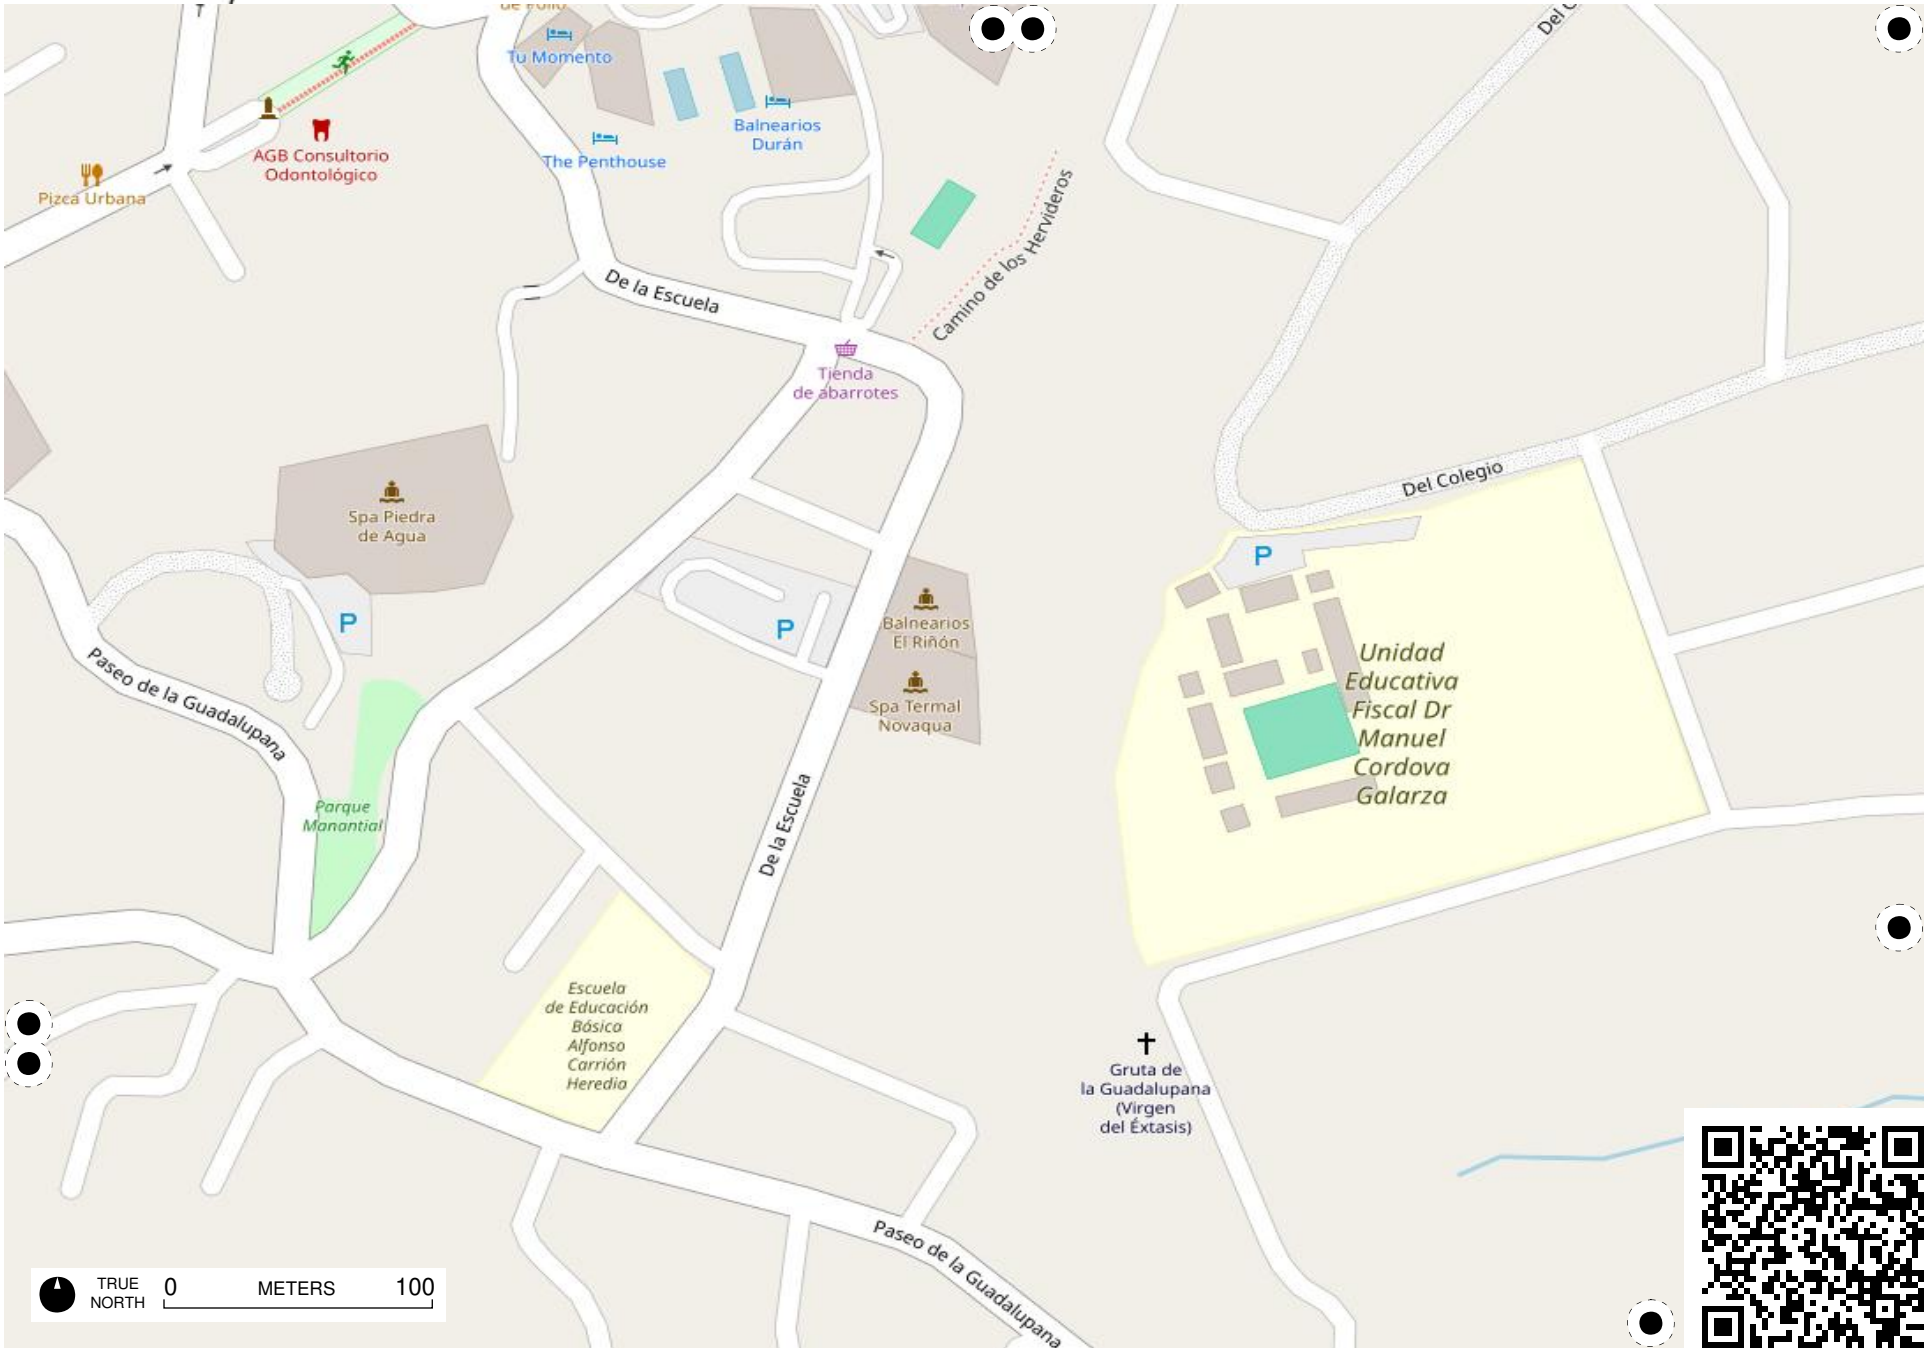 de Pollo
Tu Momento
Del C
AGB Consultorio
Odontológico
Pizca Urbana
The Penthouse
Balnearios
Durán
Camino de los Hervideros
De la Escuela
Tienda
de abarrotes
Del Colegio
Spa Piedra
de Agua
P
P
P
Balnearios
El Riñón
Spa Termal
Novaqua
Unidad
Educativa
Fiscal Dr
Manuel
Cordova
Galarza
Paseo de la Guadalupana
Parque
Manantial
De la Escuela
Escuela
de Educación
Básica
Alfonso
Carrión
Heredia
Gruta de
la Guadalupana
(Virgen
del Éxtasis)
Paseo de la Guadalupana
TRUE
NORTH
0 METERS 100